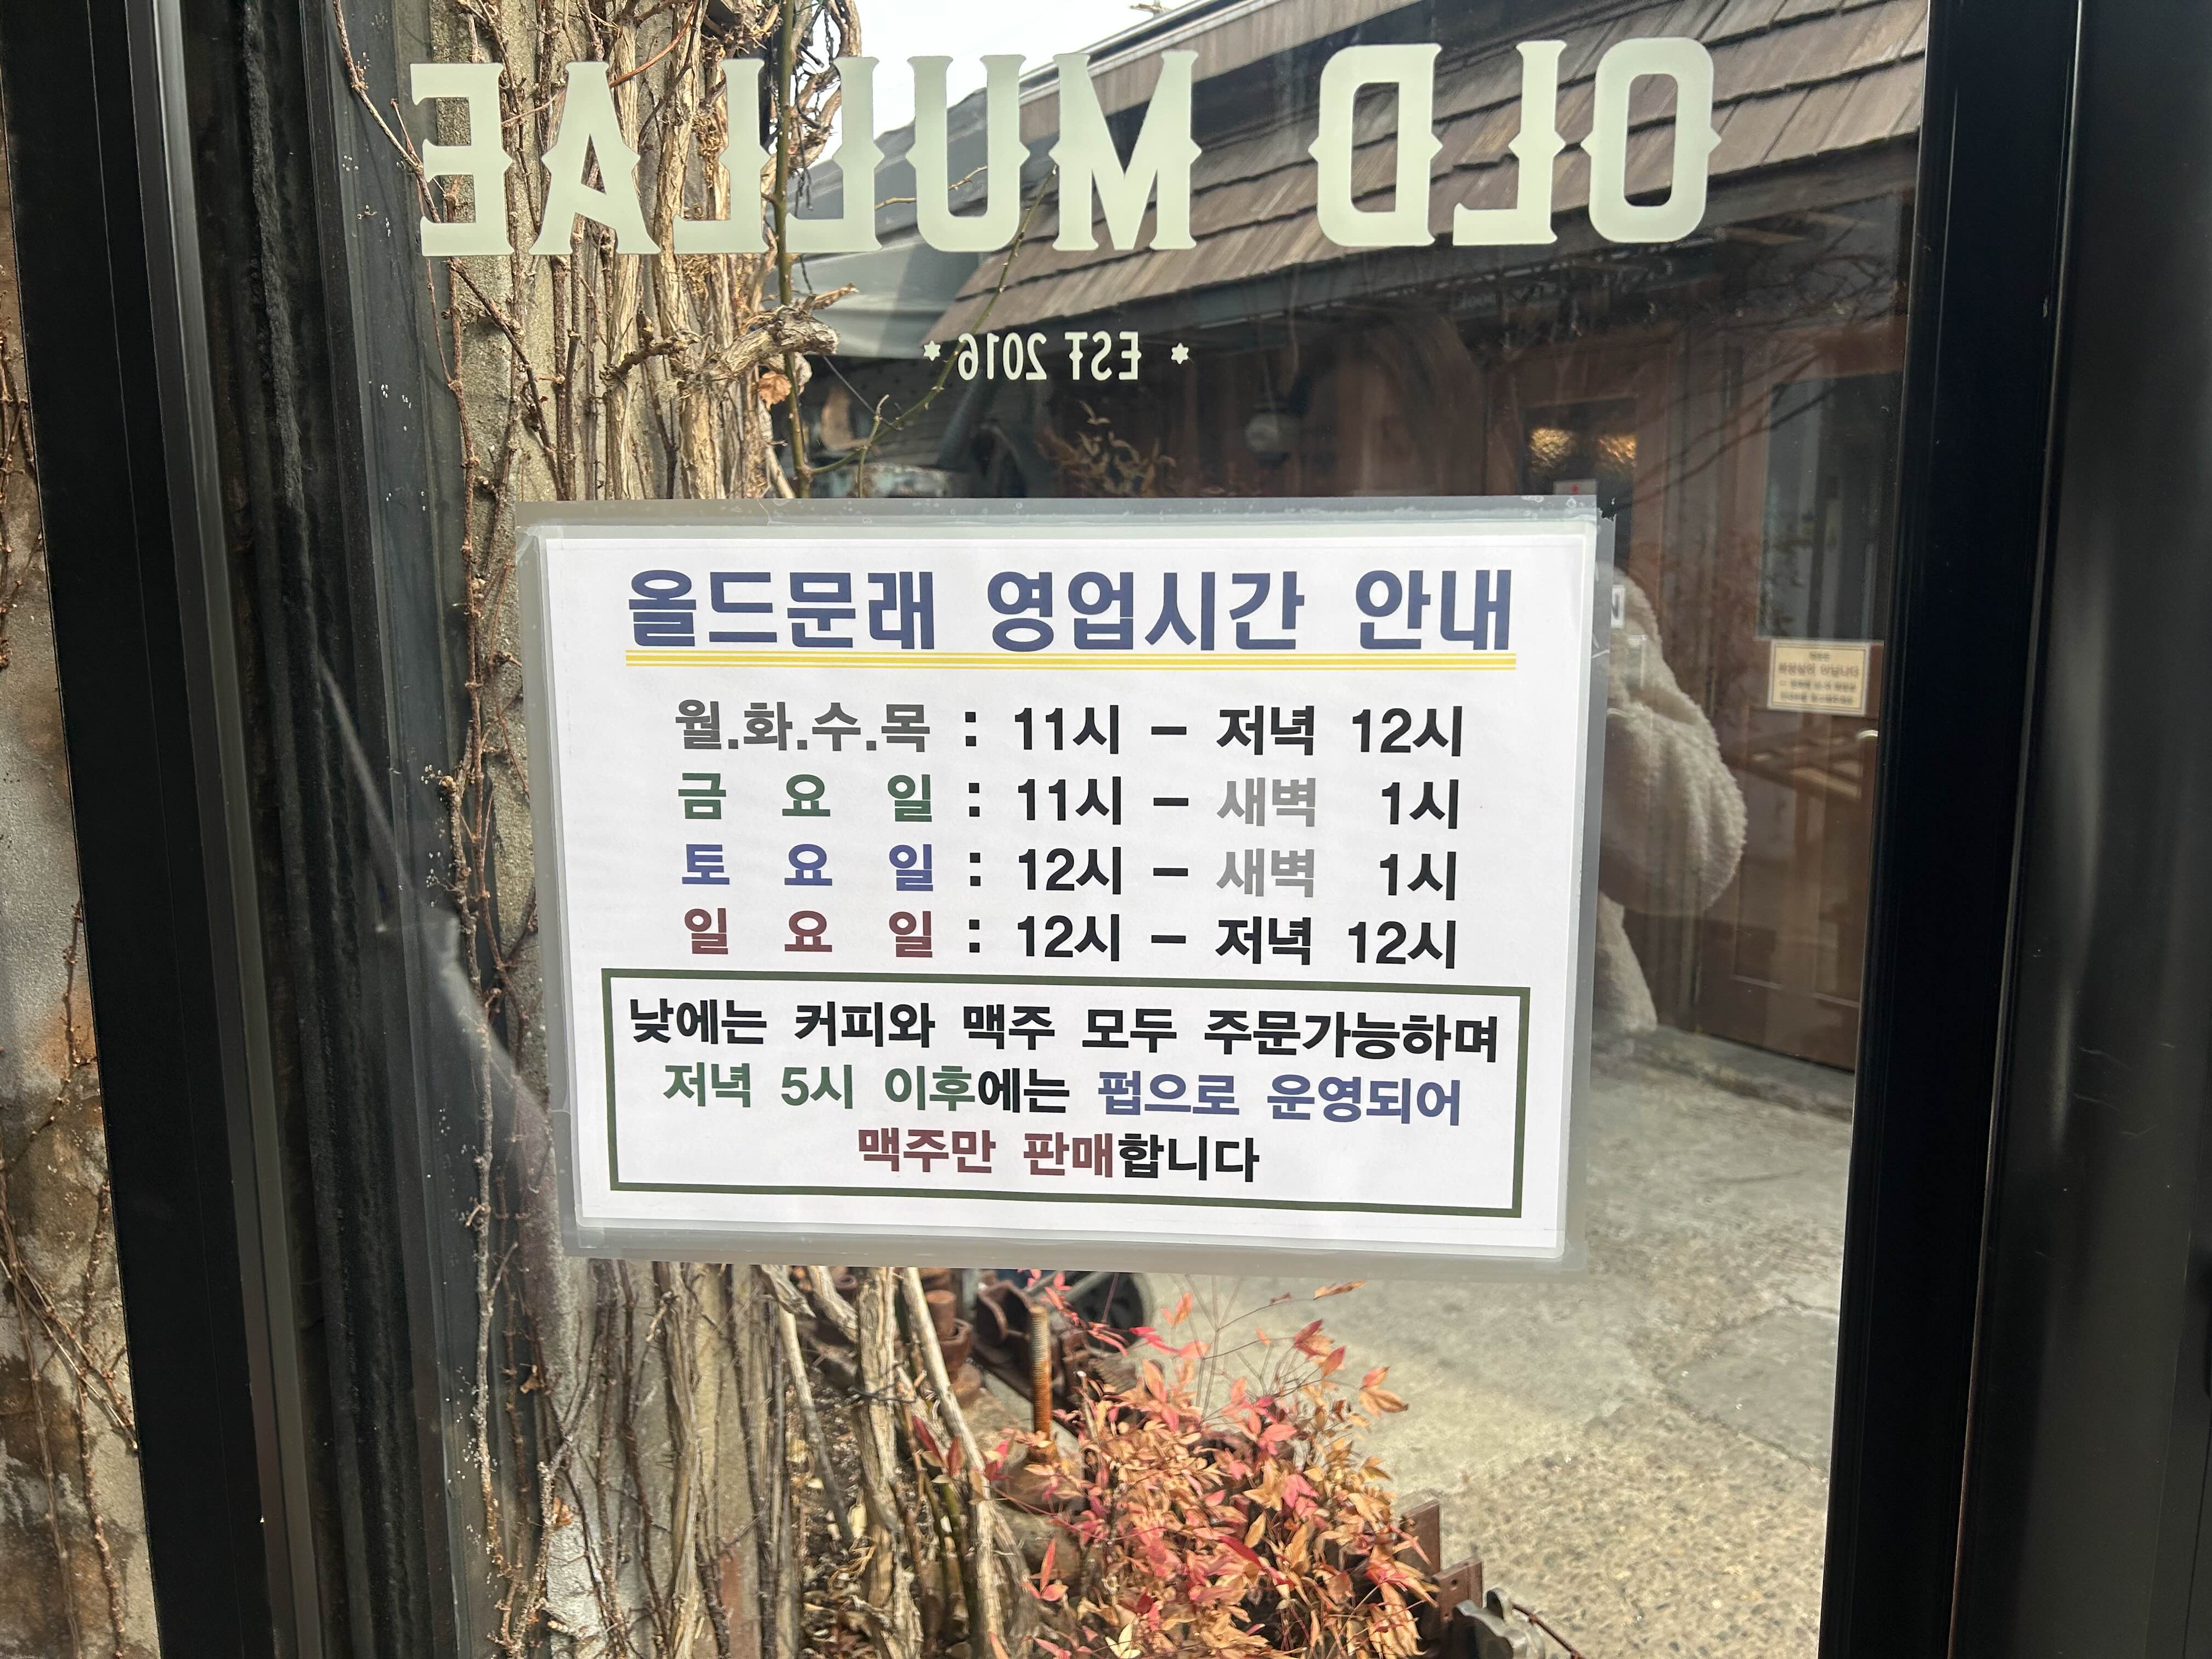 OLD MULLAE
* EST 2016 *
올드문래 영업시간 안내
월.화.수.목 : 11시 – 저녁 12시
금 요 일 : 11시 – 새벽 1시
토 요 일 : 12시 – 새벽 1시
일 요 일 : 12시 – 저녁 12시
낮에는 커피와 맥주 모두 주문가능하며
저녁 5시 이후에는 펍으로 운영되어
맥주만 판매합니다